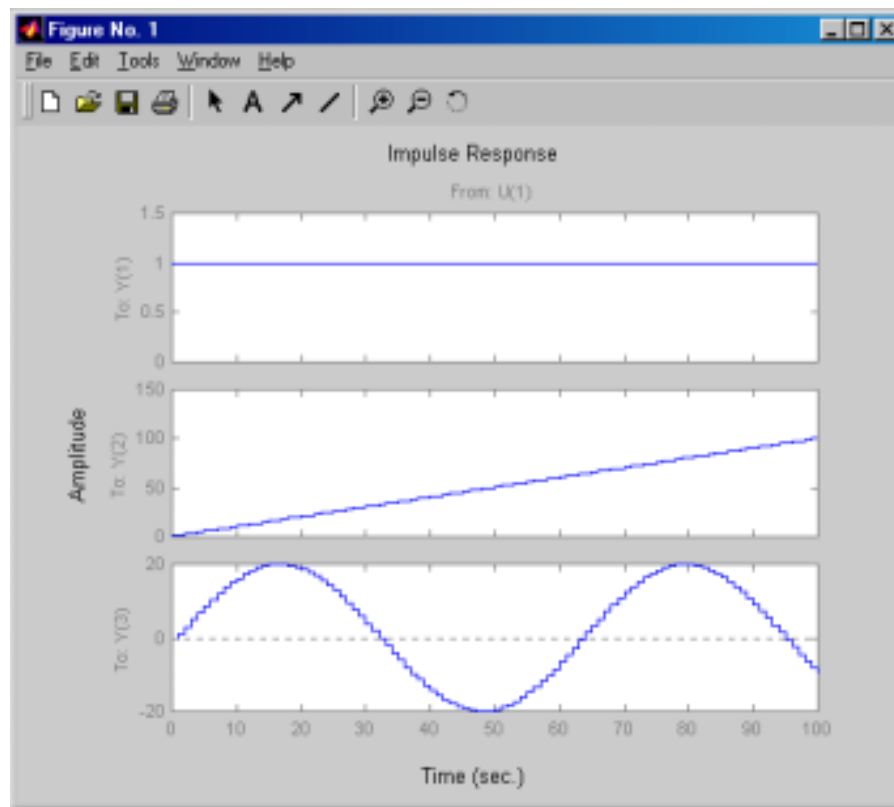 Figure No. 1
File Edit Tools Window Help
A
Impulse Response
From: U(1)
1.5
1
0.5
0
To: Y(1)
150
100
50
0
To: Y(2)
Amplitude
20
0
-20
To: Y(3)
0 10 20 30 40 50 60 70 80 90 100
Time (sec.)